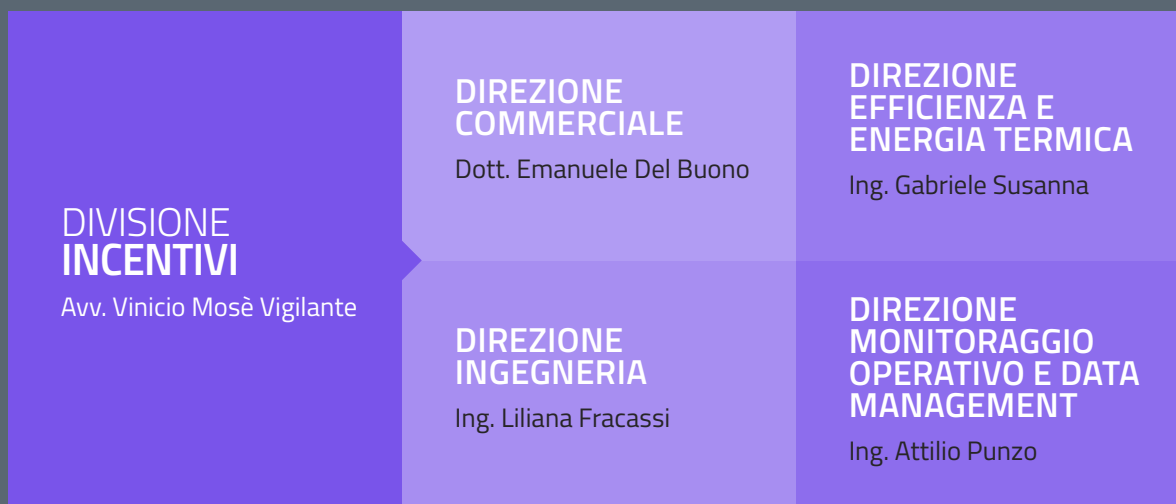 DIVISIONE
INCENTIVI
Avv. Vinicio Mosè Vigilante
DIREZIONE
COMMERCIALE
Dott. Emanuele Del Buono
DIREZIONE
EFFICIENZA E
ENERGIA TERMICA
Ing. Gabriele Susanna
DIREZIONE
INGEGNERIA
Ing. Liliana Fracassi
DIREZIONE
MONITORAGGIO
OPERATIVO E DATA
MANAGEMENT
Ing. Attilio Punzo